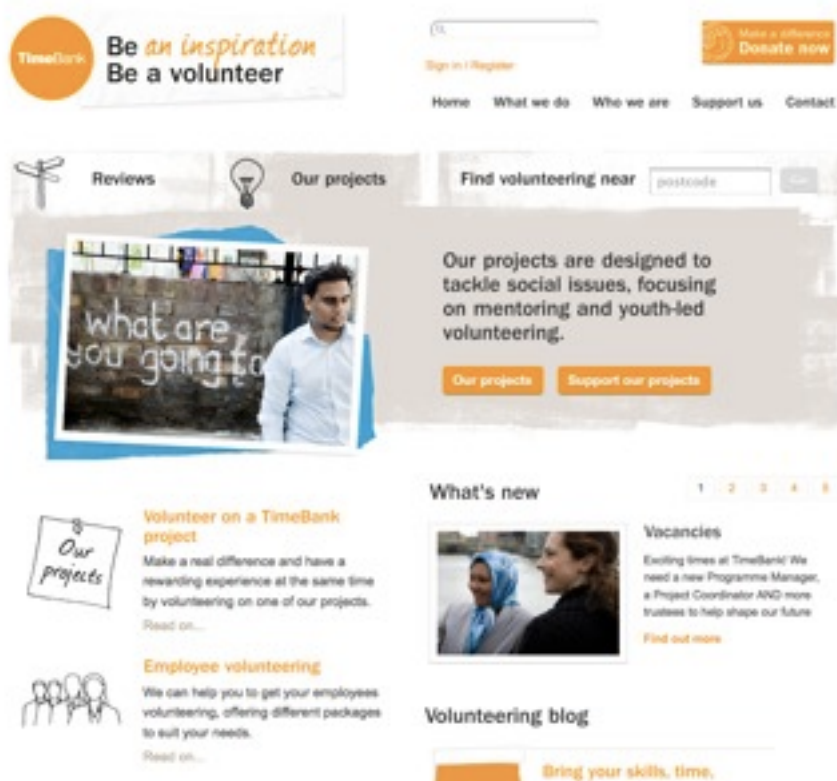 TimeBank
Be an inspiration
Be a volunteer
Sign in / Register
Make a difference
Donate now
Home What we do Who we are Support us Contact
Reviews
Our projects
Find volunteering near
postcode
what are
you going to
Our projects are designed to
tackle social issues, focusing
on mentoring and youth-led
volunteering.
Our projects
Support our projects
Our
projects
Volunteer on a TimeBank
project
Make a real difference and have a
rewarding experience at the same time
by volunteering on one of our projects.
Read on...
Employee volunteering
We can help you to get your employees
volunteering, offering different packages
to suit your needs.
Read on...
What's new
1 2 3 4 5
Vacancies
Exciting times at TimeBank! We
need a new Programme Manager,
a Project Coordinator AND more
trustees to help shape our future
Find out more
Volunteering blog
Bring your skills, time,